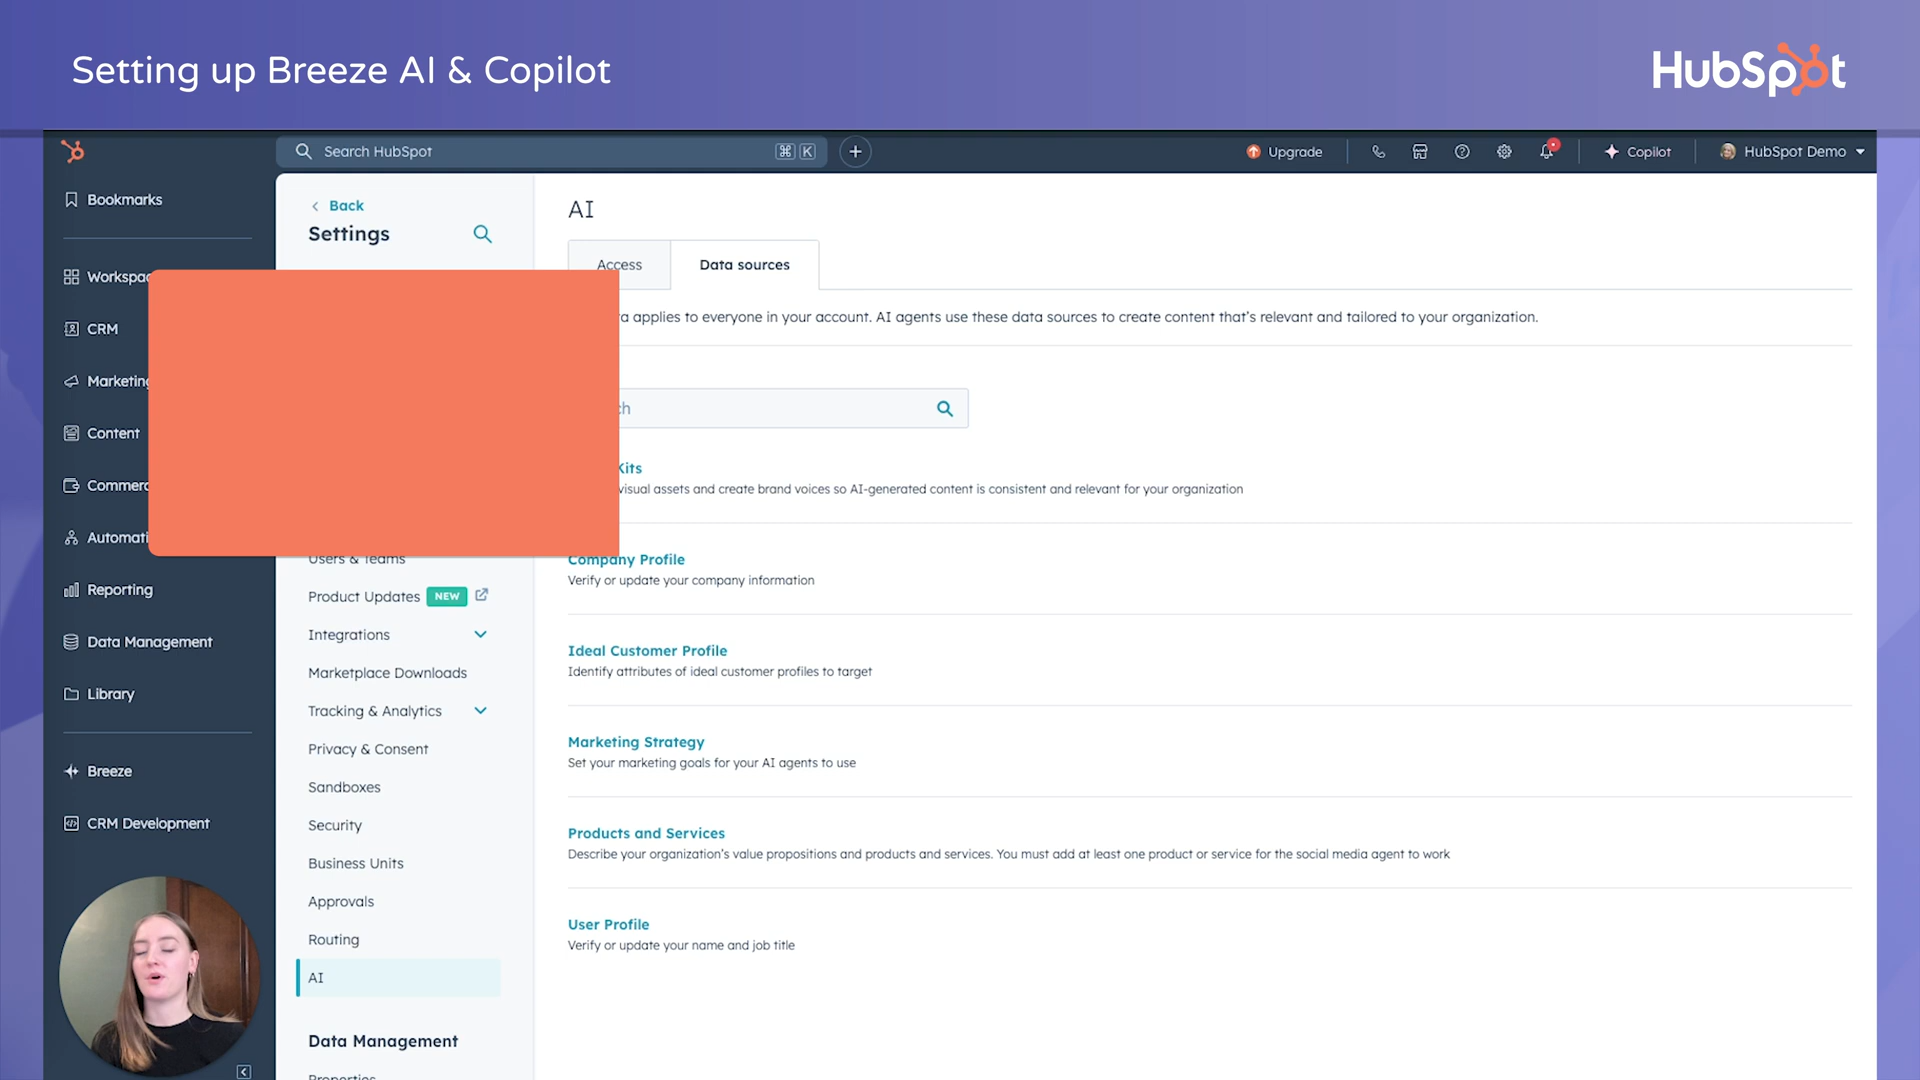 Setting up Breeze AI & Copilot
HubSpot
Search HubSpot
⌘ K
Upgrade
Copilot
HubSpot Demo
Bookmarks
CRM
Marketing
Content
Reporting
Data Management
Library
Breeze
CRM Development
Back
Settings
Users & Teams
Product Updates NEW
Integrations
Marketplace Downloads
Tracking & Analytics
Privacy & Consent
Sandboxes
Security
Business Units
Approvals
Routing
AI
Data Management
Properties
AI
Access
Data sources
applies to everyone in your account. AI agents use these data sources to create content that's relevant and tailored to your organization.
Kits
visual assets and create brand voices so AI-generated content is consistent and relevant for your organization
Company Profile
Verify or update your company information
Ideal Customer Profile
Identify attributes of ideal customer profiles to target
Marketing Strategy
Set your marketing goals for your AI agents to use
Products and Services
Describe your organization's value propositions and products and services. You must add at least one product or service for the social media agent to work
User Profile
Verify or update your name and job title